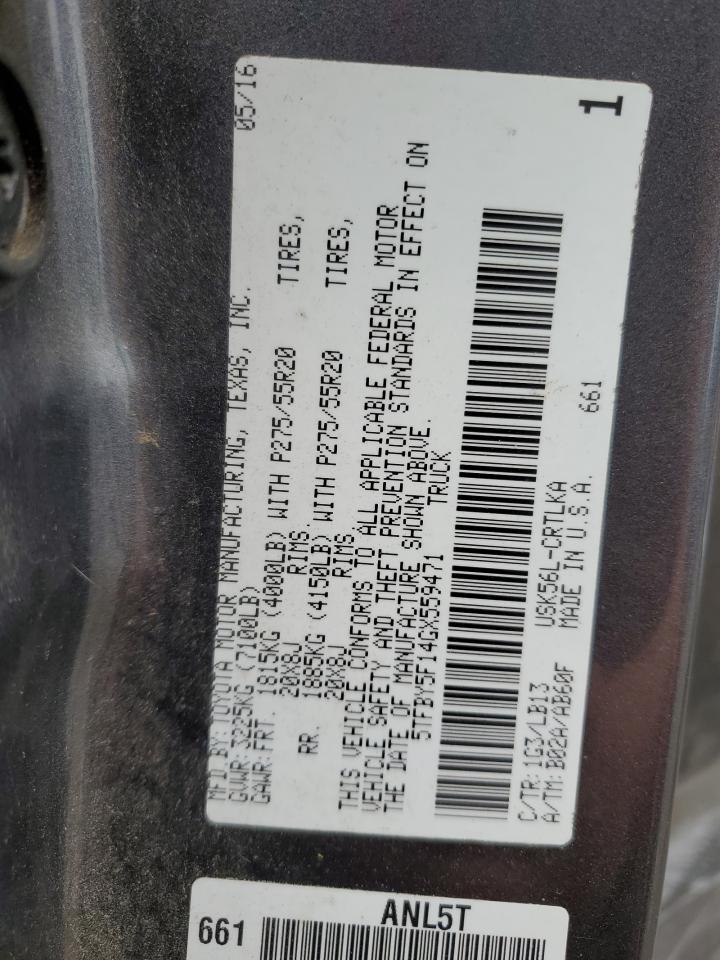 MFD.BY:TOYOTA MOTOR MANUFACTURING, TEXAS, INC. 05/16
GVWR:3225KG (7100LB)
GAWR:FRT. 1815KG (4000LB) WITH P275/55R20 TIRES,
20X8J RIMS
RR. 1885KG (4150LB) WITH P275/55R20 TIRES,
20X8J RIMS
THIS VEHICLE CONFORMS TO ALL APPLICABLE FEDERAL MOTOR
VEHICLE SAFETY AND THEFT PREVENTION STANDARDS IN EFFECT ON
THE DATE OF MANUFACTURE SHOWN ABOVE.
5TFBY5F14GX559471 TRUCK
C/TR:1G3/LB13 USK56L-CRTLKA 661
A/TM:B02A/AB60F MADE IN U.S.A.
1
ANL5T
661